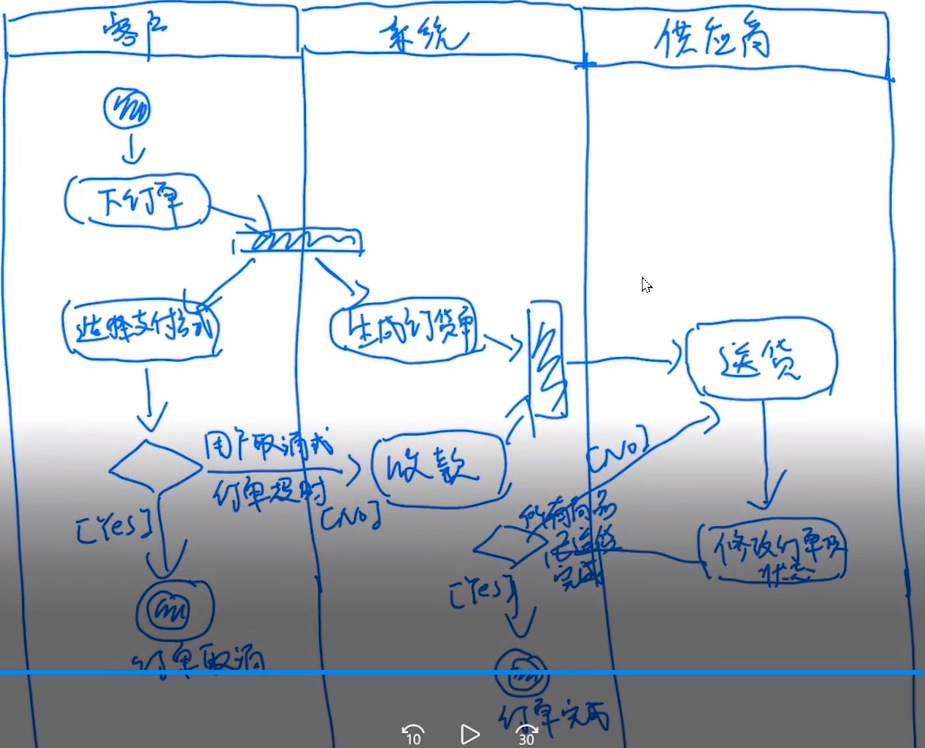 客户
系统
供应商
下订单
选择支付方式
生成订货单
送货
用户取消或
订单超时
[No]
收款
[Yes]
订单取消
[No]
所有商品
已送货
完成
[Yes]
修改订单项
状态
订单完成
10
30